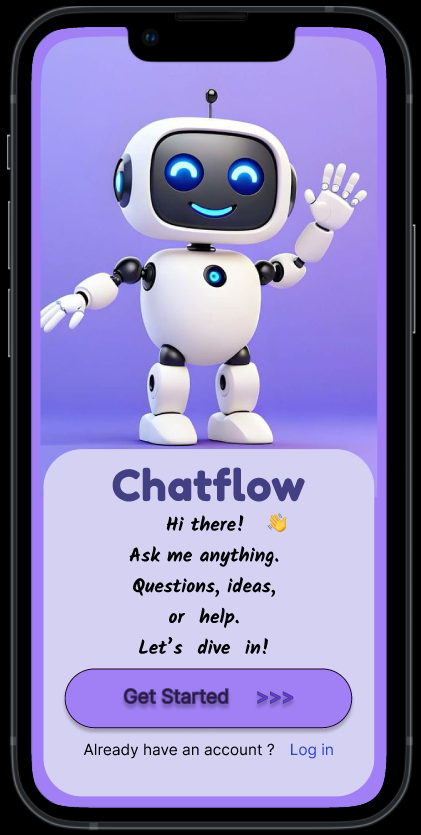 Chatflow
Hi there! 👋
Ask me anything.
Questions, ideas,
or help.
Let's dive in!
Get Started >>>
Already have an account ? Log in